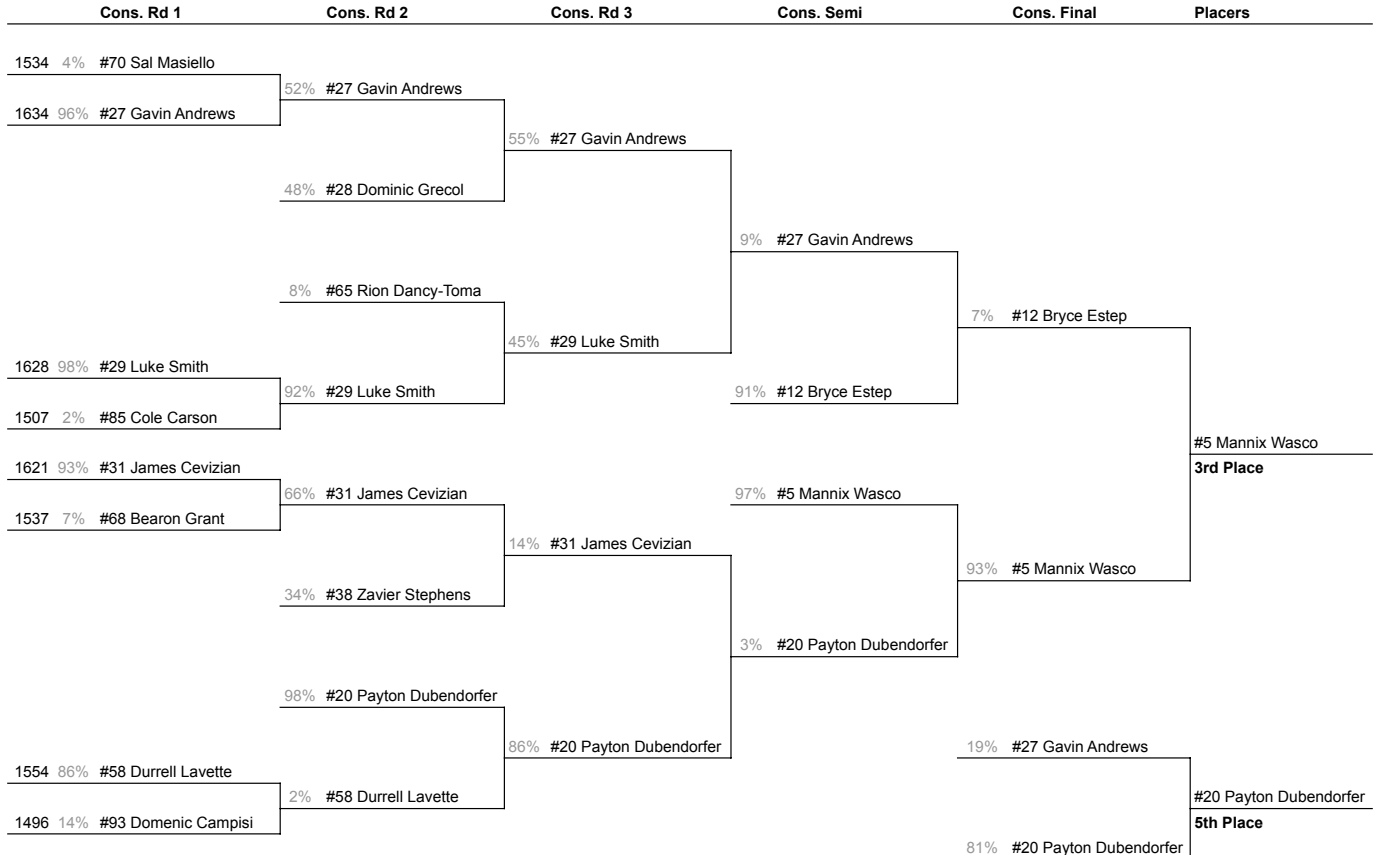 Cons. Rd 1 Cons. Rd 2 Cons. Rd 3 Cons. Semi Cons. Final Placers
1534 4% #70 Sal Masiello
52% #27 Gavin Andrews
1634 96% #27 Gavin Andrews
55% #27 Gavin Andrews
48% #28 Dominic Grecol
9% #27 Gavin Andrews
8% #65 Rion Dancy-Toma
7% #12 Bryce Estep
45% #29 Luke Smith
1628 98% #29 Luke Smith
92% #29 Luke Smith 91% #12 Bryce Estep
1507 2% #85 Cole Carson
#5 Mannix Wasco
1621 93% #31 James Cevizian 3rd Place
66% #31 James Cevizian 97% #5 Mannix Wasco
1537 7% #68 Bearon Grant
14% #31 James Cevizian
93% #5 Mannix Wasco
34% #38 Zavier Stephens
3% #20 Payton Dubendorfer
98% #20 Payton Dubendorfer
86% #20 Payton Dubendorfer 19% #27 Gavin Andrews
1554 86% #58 Durrell Lavette
2% #58 Durrell Lavette #20 Payton Dubendorfer
1496 14% #93 Domenic Campisi 5th Place
81% #20 Payton Dubendorfer